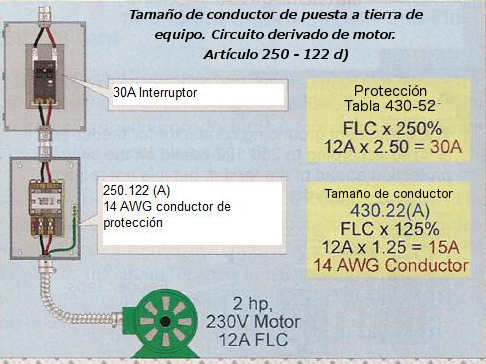 Tamaño de conductor de puesta a tierra de
equipo. Circuito derivado de motor.
Artículo 250 - 122 d)
30A Interruptor
Protección
Tabla 430-52
FLC x 250%
12A x 2.50 = 30A
250.122 (A)
14 AWG conductor de
protección
Tamaño de conductor
430.22(A)
FLC x 125%
12A x 1.25 = 15A
14 AWG Conductor
2 hp,
230V Motor
12A FLC